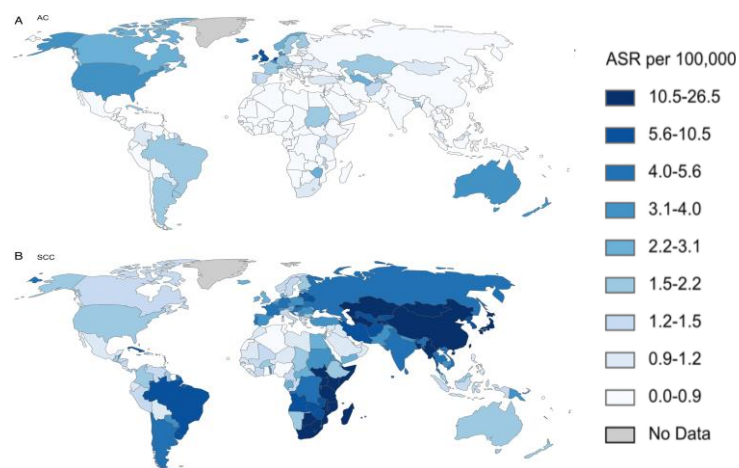 A AC
ASR per 100,000
10.5-26.5
5.6-10.5
4.0-5.6
3.1-4.0
2.2-3.1
1.5-2.2
1.2-1.5
0.9-1.2
0.0-0.9
No Data
B SCC